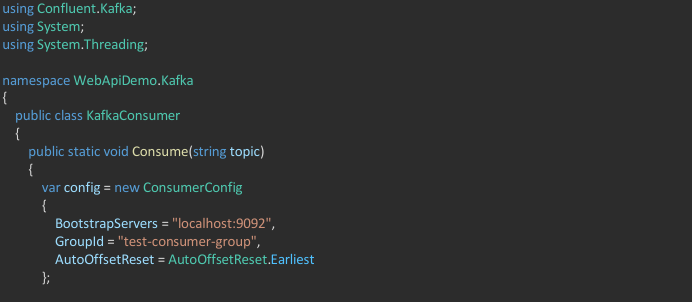 using Confluent.Kafka;
using System;
using System.Threading;
namespace WebApiDemo.Kafka
{
public class KafkaConsumer
{
public static void Consume(string topic)
{
var config = new ConsumerConfig
{
BootstrapServers = "localhost:9092",
GroupId = "test-consumer-group",
AutoOffsetReset = AutoOffsetReset.Earliest
};